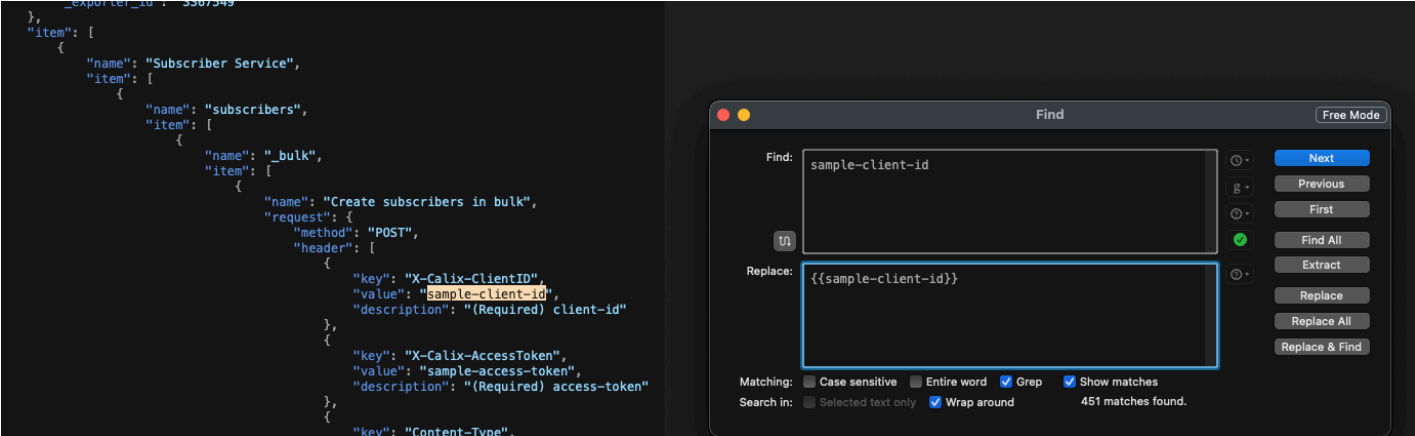 "_exporter_id": "3367549"
},
"item": [
{
"name": "Subscriber Service",
"item": [
{
"name": "subscribers",
"item": [
{
"name": "_bulk",
"item": [
{
"name": "Create subscribers in bulk",
"request": {
"method": "POST",
"header": [
{
"key": "X-Calix-ClientID",
"value": "sample-client-id",
"description": "(Required) client-id"
},
{
"key": "X-Calix-AccessToken",
"value": "sample-access-token",
"description": "(Required) access-token"
},
{
"key": "Content-Type",
Find
Free Mode
Find:
sample-client-id
g
Next
Previous
First
Find All
Extract
Replace:
{{sample-client-id}}
Replace
Replace All
Replace & Find
Matching: Case sensitive Entire word Grep Show matches
Search in: Selected text only Wrap around 451 matches found.